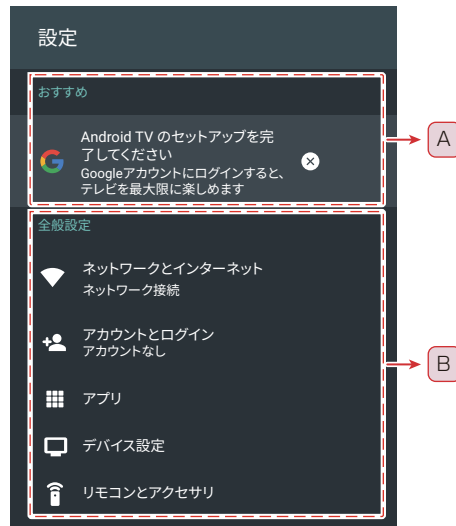 設定
おすすめ
Android TV のセットアップを完
了してください
Googleアカウントにログインすると、
テレビを最大限に楽しめます
A
全般設定
ネットワークとインターネット
ネットワーク接続
アカウントとログイン
アカウントなし
B
アプリ
デバイス設定
リモコンとアクセサリ